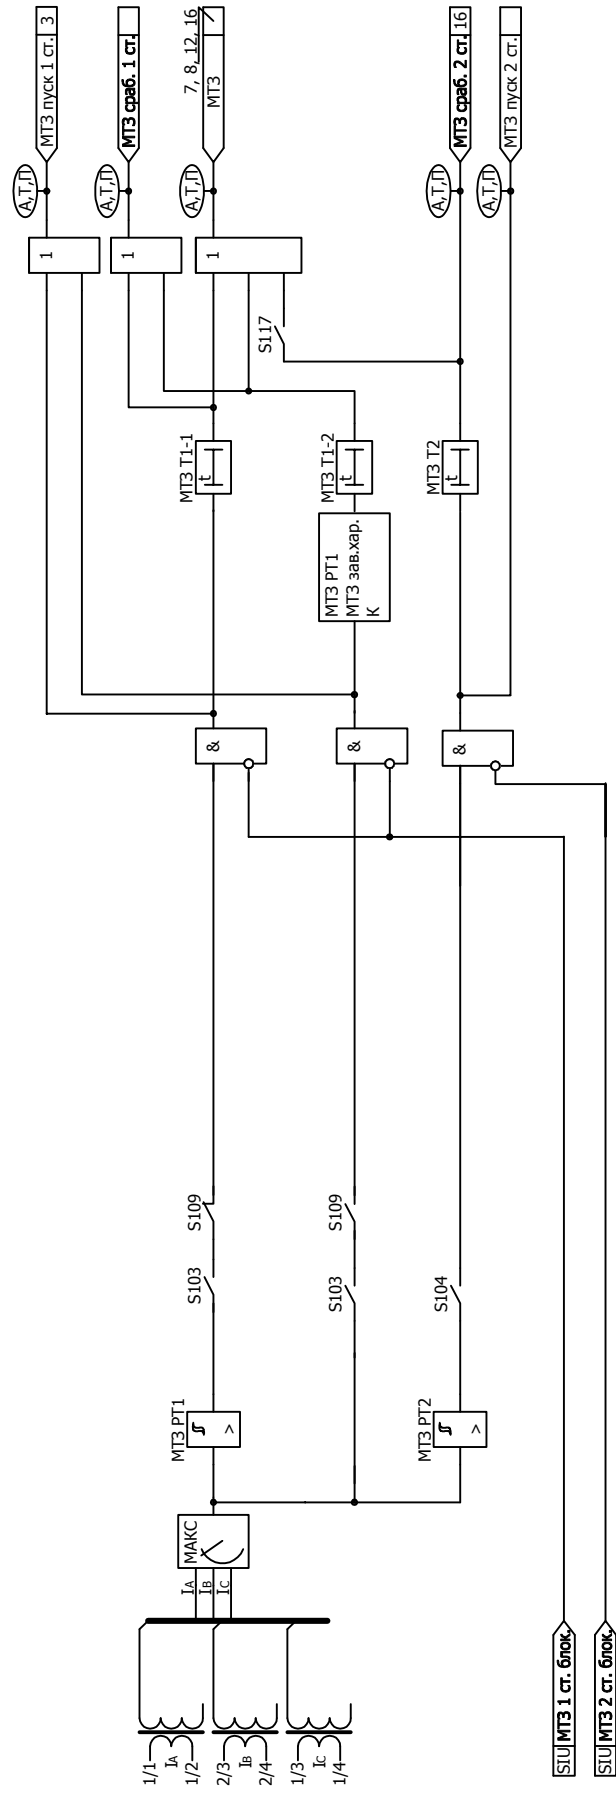 1/1
IA
1/2
2/3
IB
2/4
1/3
IC
1/4
IA
IB
IC
МАКС
МТЗ РТ1
>
S103
S109
&
МТЗ Т1-1
t
S103
S109
&
МТЗ РТ1
МТЗ зав.хар.
К
МТЗ Т1-2
t
МТЗ РТ2
>
S104
&
МТЗ Т2
t
S117
1
А,Т,П
МТЗ пуск 1 ст. 3
1
А,Т,П
МТЗ сраб. 1 ст.
1
А,Т,П
МТЗ
7, 8, 12, 16
А,Т,П
МТЗ сраб. 2 ст. 16
А,Т,П
МТЗ пуск 2 ст.
SIU МТЗ 1 ст. блок.
SIU МТЗ 2 ст. блок.